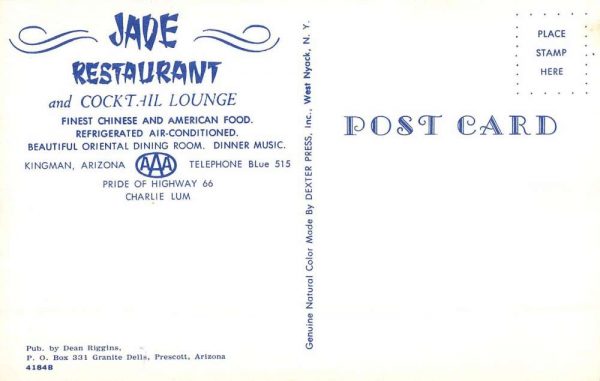 JADE
RESTAURANT
and COCKTAIL LOUNGE
FINEST CHINESE AND AMERICAN FOOD.
REFRIGERATED AIR-CONDITIONED.
BEAUTIFUL ORIENTAL DINING ROOM. DINNER MUSIC.
KINGMAN, ARIZONA AAA TELEPHONE BLue 515
PRIDE OF HIGHWAY 66
CHARLIE LUM
Pub. by Dean Riggins,
P. O. Box 331 Granite Dells, Prescott, Arizona
41848
Genuine Natural Color Made By DEXTER PRESS, Inc., West Nyack, N. Y.
PLACE
STAMP
HERE
POST CARD